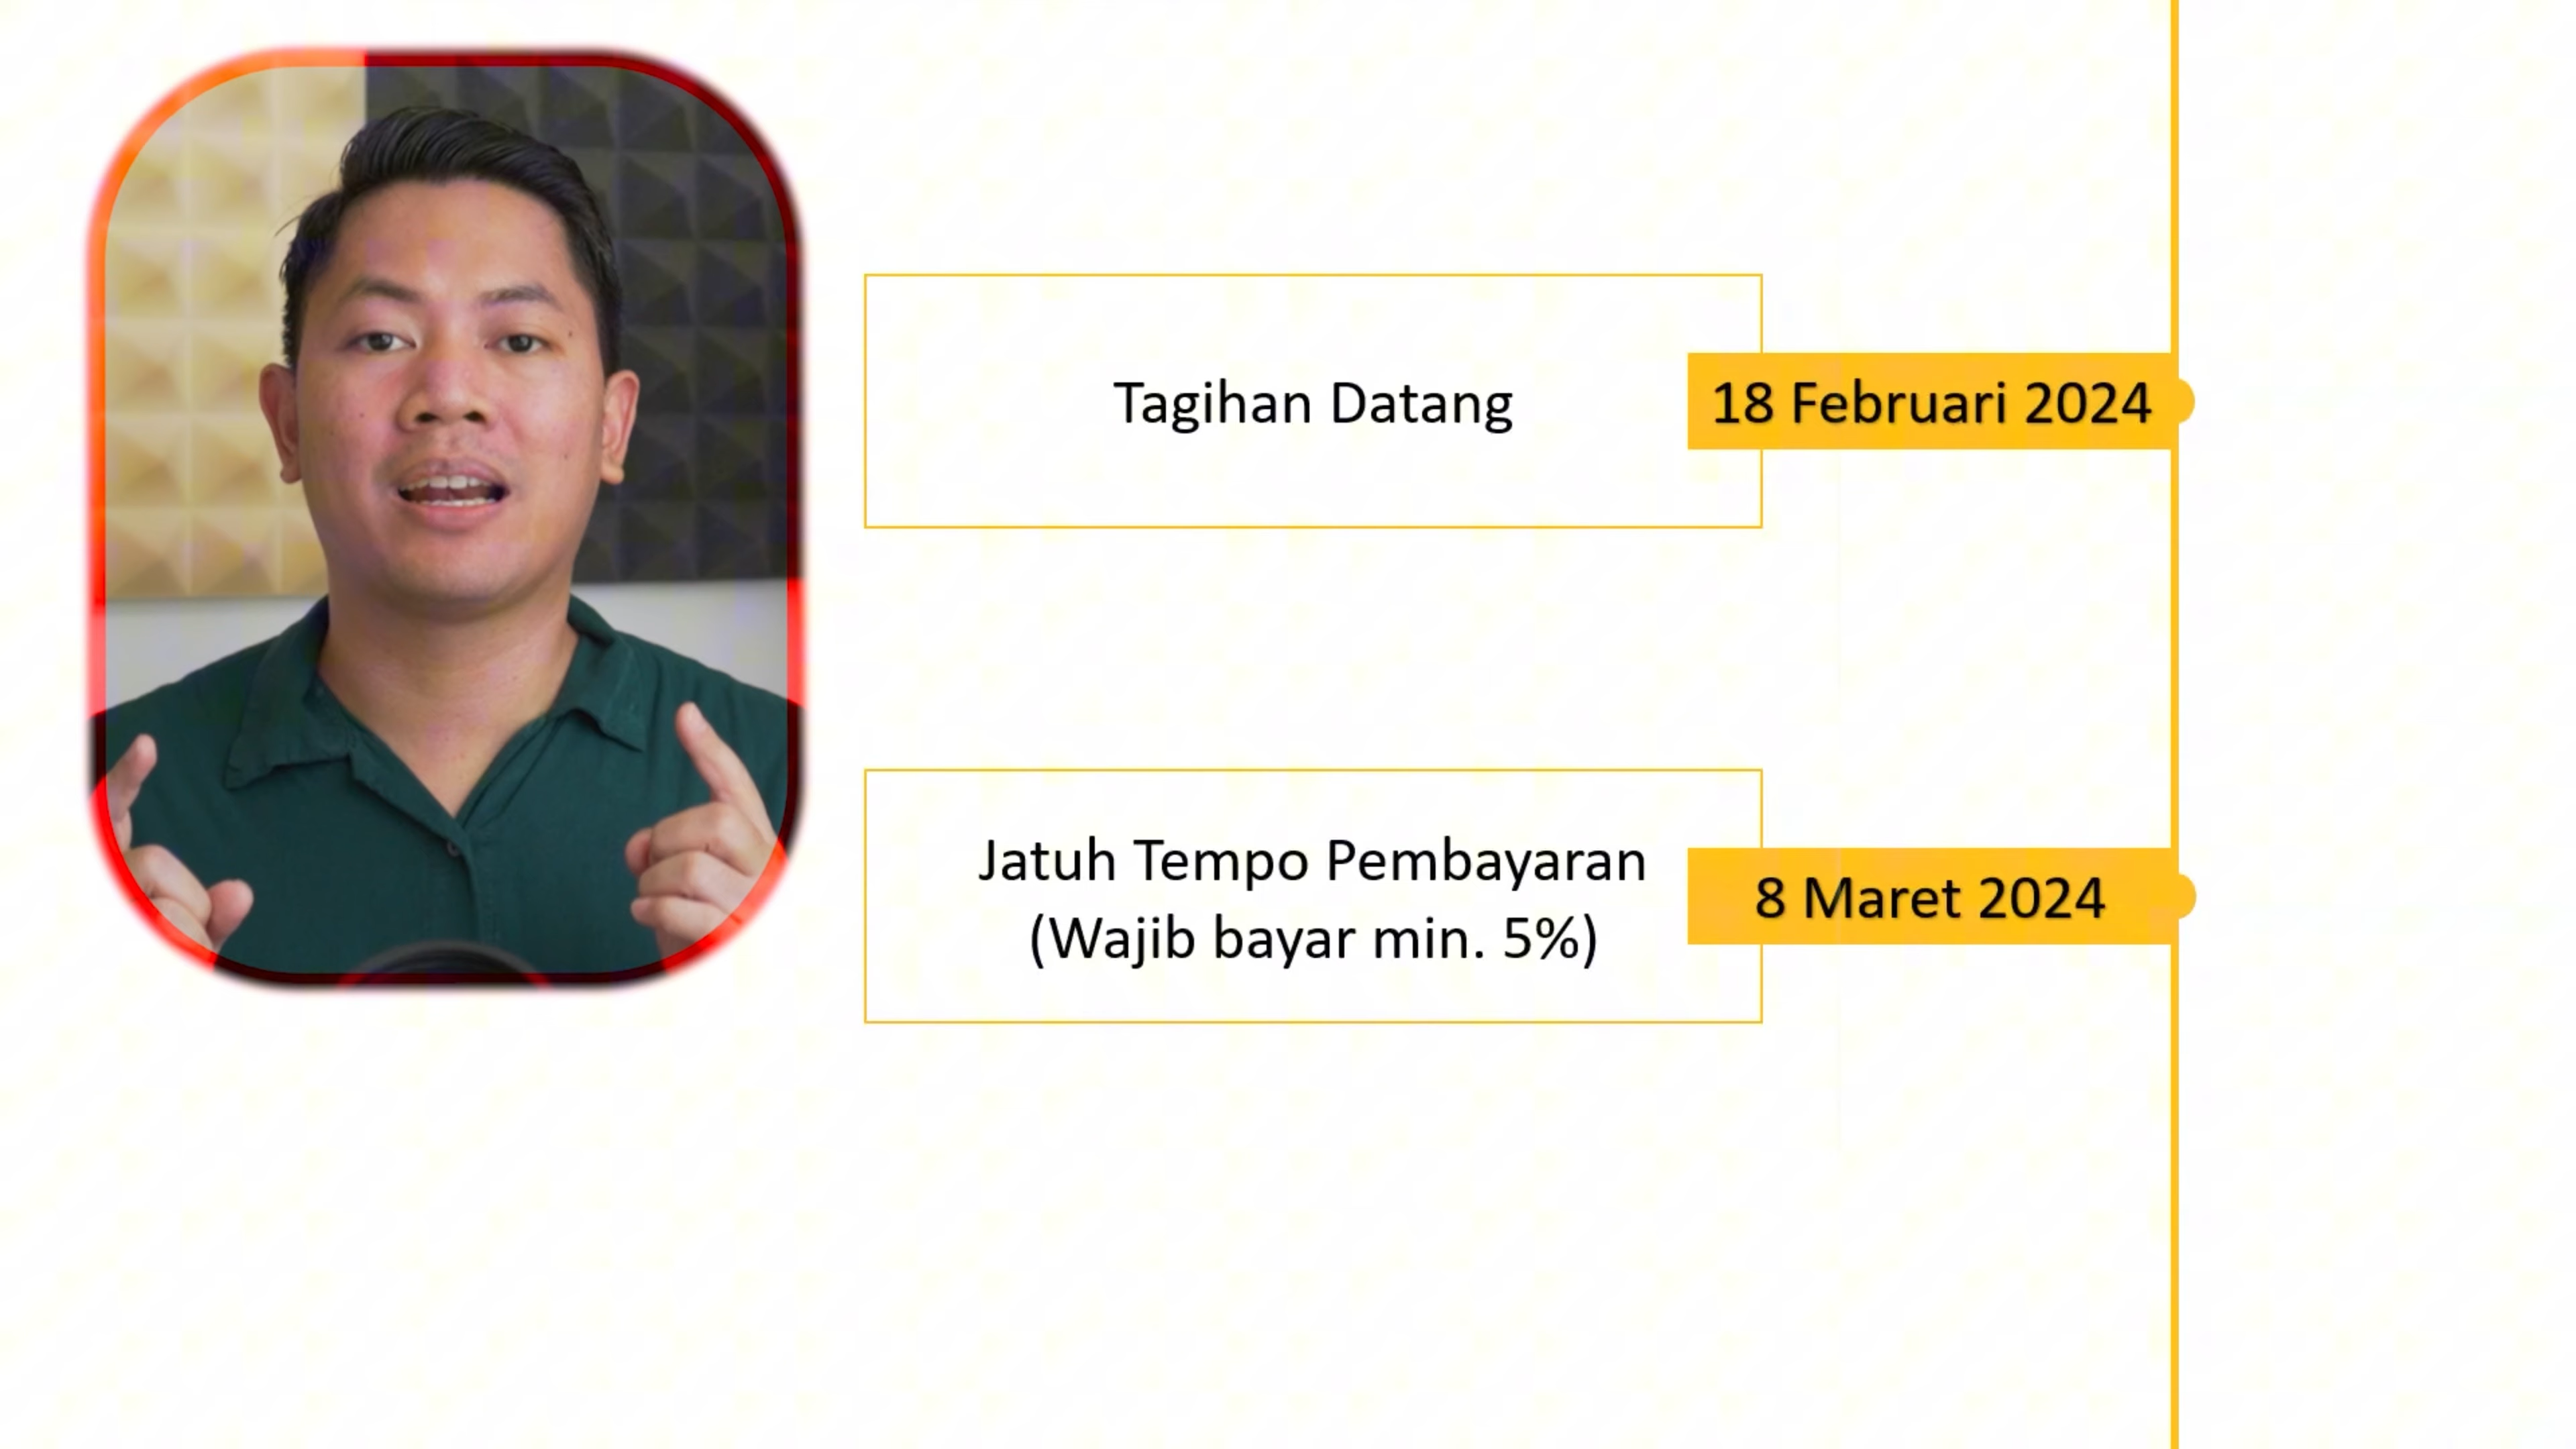 Tagihan Datang
18 Februari 2024
Jatuh Tempo Pembayaran
(Wajib bayar min. 5%)
8 Maret 2024